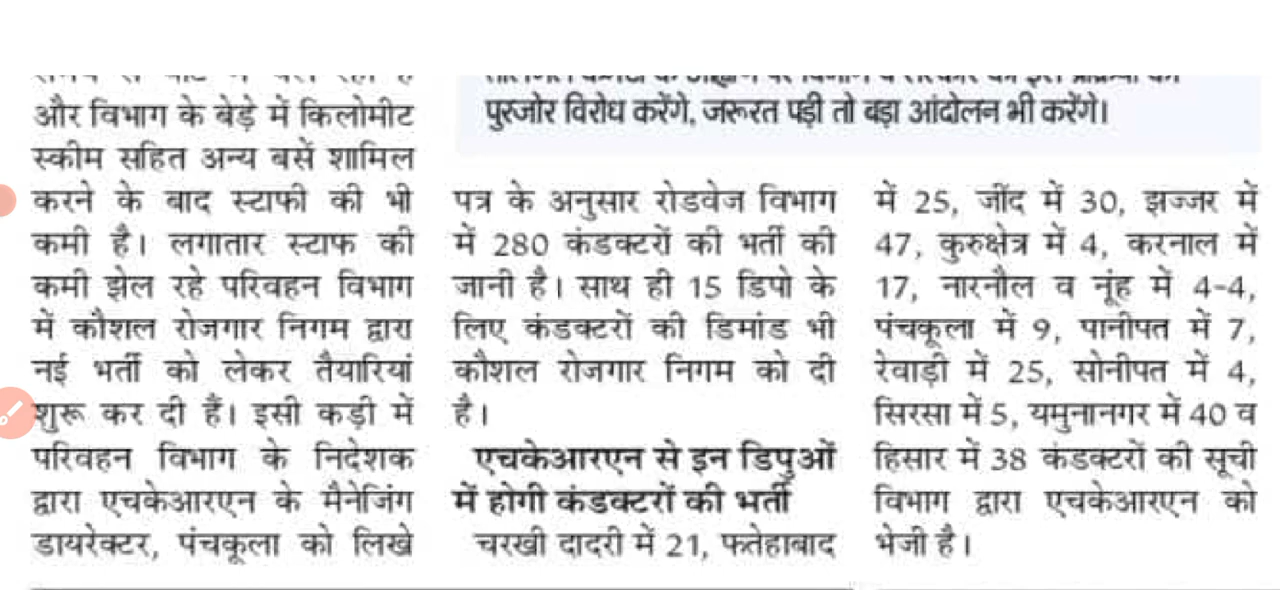 और विभाग के बेड़े में किलोमीट
स्कीम सहित अन्य बसें शामिल
करने के बाद स्टाफी की भी
कमी है। लगातार स्टाफ की
कमी झेल रहे परिवहन विभाग
में कौशल रोजगार निगम द्वारा
नई भर्ती को लेकर तैयारियां
शुरू कर दी हैं। इसी कड़ी में
परिवहन विभाग के निदेशक
द्वारा एचकेआरएन के मैनेजिंग
डायरेक्टर, पंचकूला को लिखे
पुरजोर विरोध करेंगे, जरूरत पड़ी तो बड़ा आंदोलन भी करेंगे।
पत्र के अनुसार रोडवेज विभाग
में 280 कंडक्टरों की भर्ती की
जानी है। साथ ही 15 डिपो के
लिए कंडक्टरों की डिमांड भी
कौशल रोजगार निगम को दी
है।
एचकेआरएन से इन डिपुओं
में होगी कंडक्टरों की भर्ती
चरखी दादरी में 21, फतेहाबाद
में 25, जींद में 30, झज्जर में
47, कुरुक्षेत्र में 4, करनाल में
17, नारनौल व नूंह में 4-4,
पंचकूला में 9, पानीपत में 7,
रेवाड़ी में 25, सोनीपत में 4,
सिरसा में 5, यमुनानगर में 40 व
हिसार में 38 कंडक्टरों की सूची
विभाग द्वारा एचकेआरएन को
भेजी है।